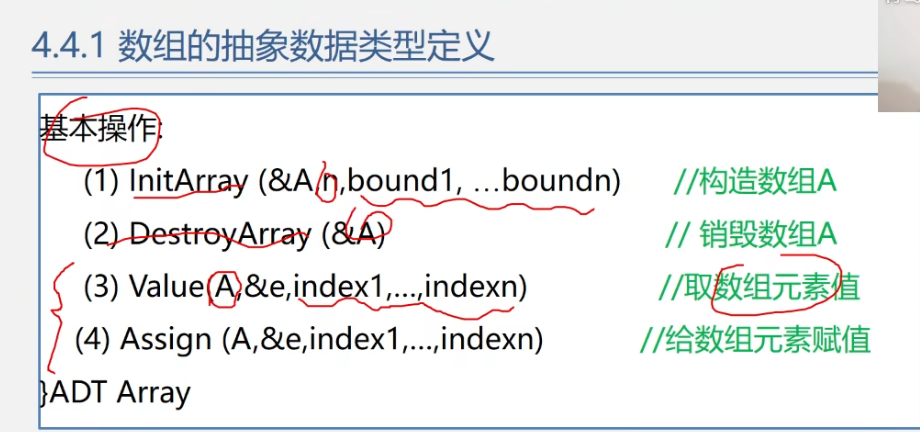 4.4.1 数组的抽象数据类型定义
基本操作:
(1) InitArray (&A,n,bound1, …boundn) //构造数组A
(2) DestroyArray (&A) // 销毁数组A
(3) Value(A,&e,index1,…,indexn) //取数组元素值
(4) Assign (A,&e,index1,…,indexn) //给数组元素赋值
}ADT Array